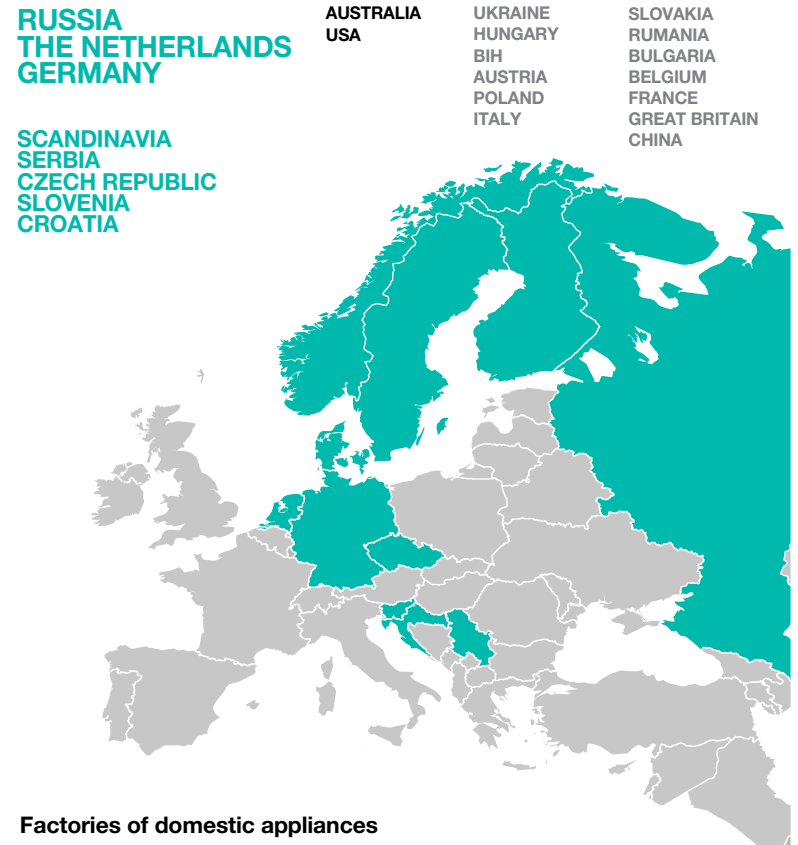 RUSSIA
THE NETHERLANDS
GERMANY
SCANDINAVIA
SERBIA
CZECH REPUBLIC
SLOVENIA
CROATIA
AUSTRALIA
USA
UKRAINE
HUNGARY
BIH
AUSTRIA
POLAND
ITALY
SLOVAKIA
RUMANIA
BULGARIA
BELGIUM
FRANCE
GREAT BRITAIN
CHINA
Factories of domestic appliances